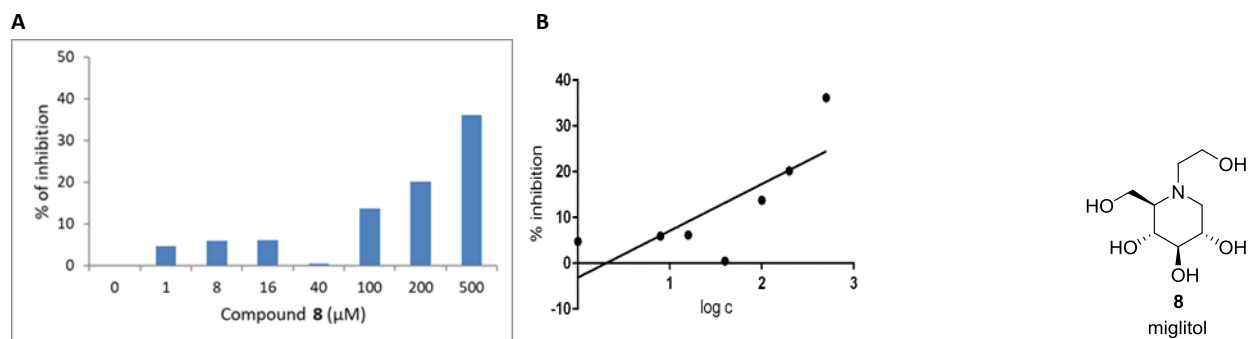 A
B
50
40
30
20
10
0
% of inhibition
0 1 8 16 40 100 200 500
Compound 8 (µM)
40
30
20
10
0
-10
% inhibition
1 2 3
log c
OH
N
HO
HO
OH
OH
8
miglitol